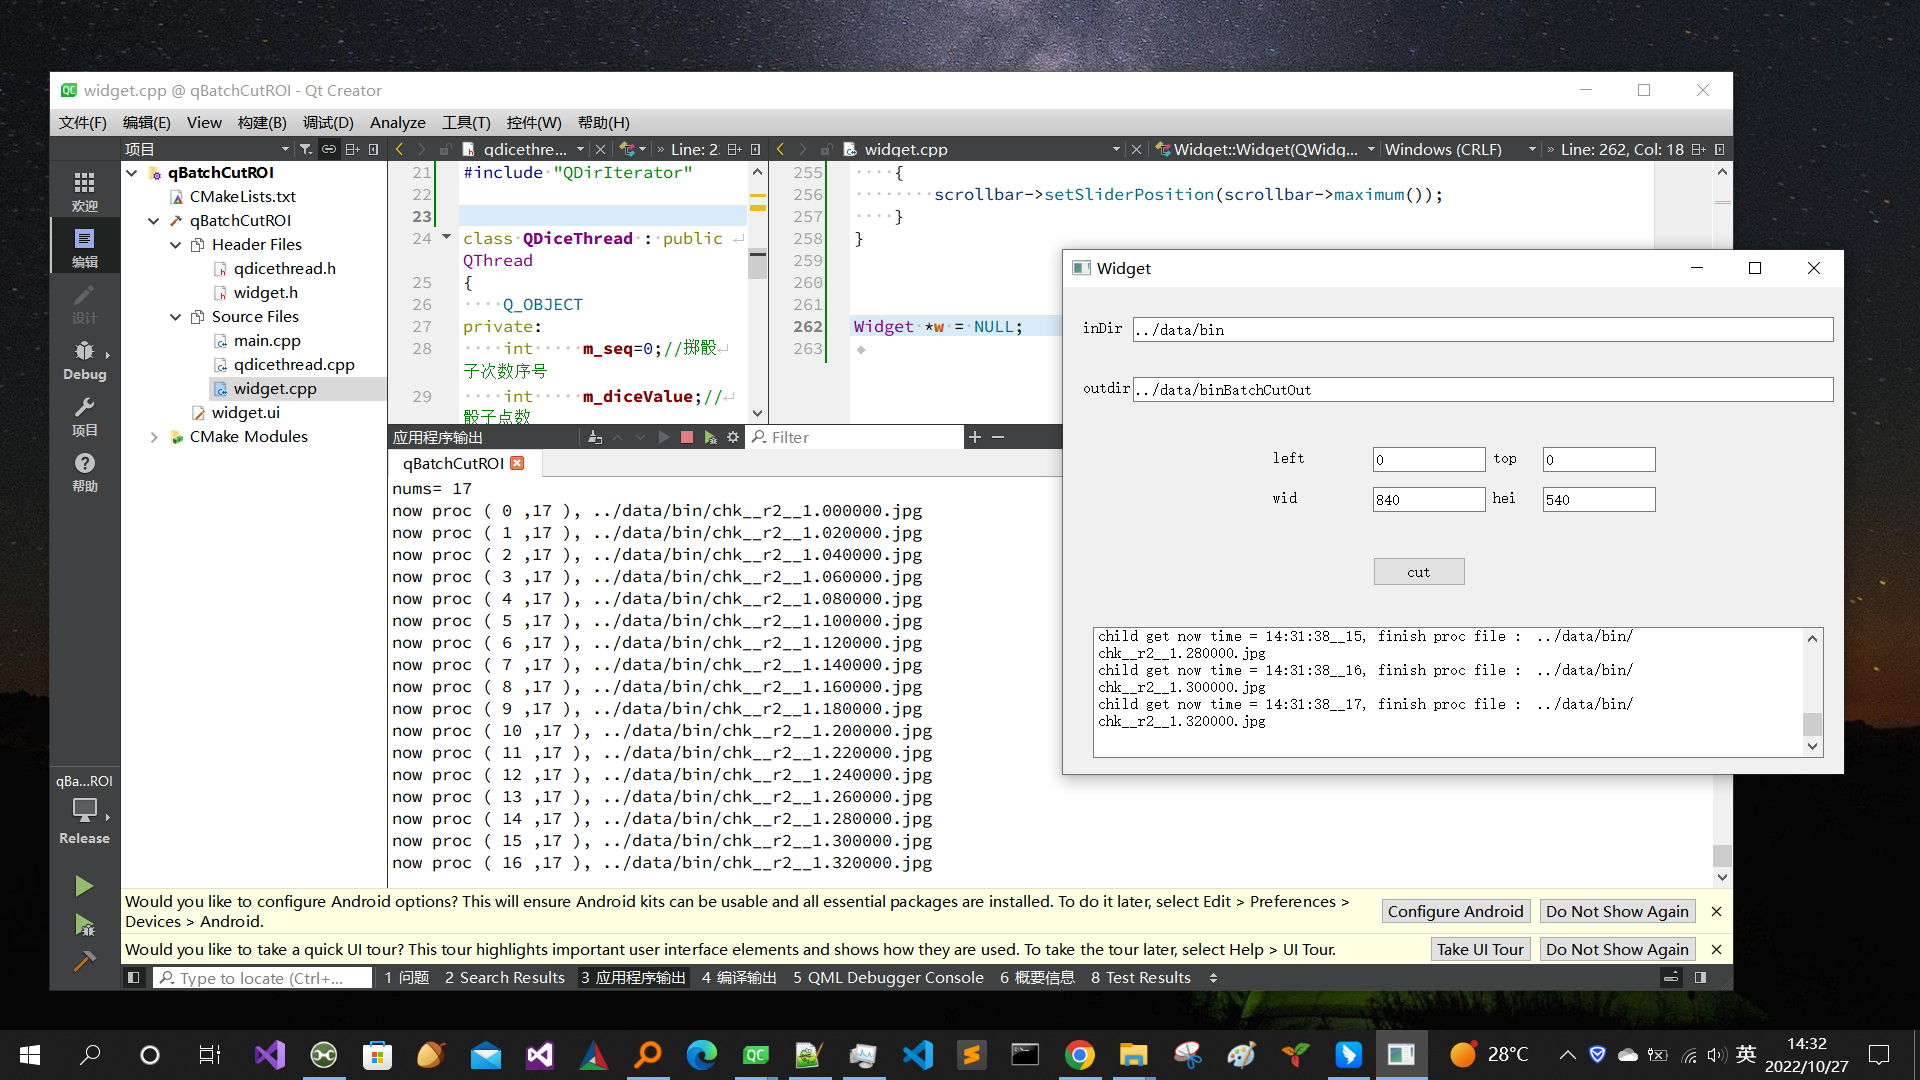 widget.cpp @ qBatchCutROI - Qt Creator
文件(F) 编辑(E) View 构建(B) 调试(D) Analyze 工具(T) 控件(W) 帮助(H)
项目
qdicethre... Line: 2
widget.cpp Widget::Widget(QWidg... Windows (CRLF) » Line: 262, Col: 18
欢迎
编辑
设计
Debug
项目
帮助
qBa...ROI
Release
qBatchCutROI
CMakeLists.txt
qBatchCutROI
Header Files
qdicethread.h
widget.h
Source Files
main.cpp
qdicethread.cpp
widget.cpp
widget.ui
CMake Modules
21 #include "QDirIterator"
22
23
24 class QDiceThread : public
QThread
25 {
26 Q_OBJECT
27 private:
28 int m_seq=0;//掷骰
子次数序号
29 int m_diceValue;//
骰子点数
255 {
256 scrollbar->setSliderPosition(scrollbar->maximum());
257 }
258 }
259
260
261
262 Widget *w = NULL;
263
应用程序输出 Filter
qBatchCutROI
nums= 17
now proc ( 0 ,17 ), ../data/bin/chk__r2__1.000000.jpg
now proc ( 1 ,17 ), ../data/bin/chk__r2__1.020000.jpg
now proc ( 2 ,17 ), ../data/bin/chk__r2__1.040000.jpg
now proc ( 3 ,17 ), ../data/bin/chk__r2__1.060000.jpg
now proc ( 4 ,17 ), ../data/bin/chk__r2__1.080000.jpg
now proc ( 5 ,17 ), ../data/bin/chk__r2__1.100000.jpg
now proc ( 6 ,17 ), ../data/bin/chk__r2__1.120000.jpg
now proc ( 7 ,17 ), ../data/bin/chk__r2__1.140000.jpg
now proc ( 8 ,17 ), ../data/bin/chk__r2__1.160000.jpg
now proc ( 9 ,17 ), ../data/bin/chk__r2__1.180000.jpg
now proc ( 10 ,17 ), ../data/bin/chk__r2__1.200000.jpg
now proc ( 11 ,17 ), ../data/bin/chk__r2__1.220000.jpg
now proc ( 12 ,17 ), ../data/bin/chk__r2__1.240000.jpg
now proc ( 13 ,17 ), ../data/bin/chk__r2__1.260000.jpg
now proc ( 14 ,17 ), ../data/bin/chk__r2__1.280000.jpg
now proc ( 15 ,17 ), ../data/bin/chk__r2__1.300000.jpg
now proc ( 16 ,17 ), ../data/bin/chk__r2__1.320000.jpg
Widget
inDir ../data/bin
outdir ../data/binBatchCutOut
left 0 top 0
wid 840 hei 540
cut
child get now time = 14:31:38__15, finish proc file : ../data/bin/
chk__r2__1.280000.jpg
child get now time = 14:31:38__16, finish proc file : ../data/bin/
chk__r2__1.300000.jpg
child get now time = 14:31:38__17, finish proc file : ../data/bin/
chk__r2__1.320000.jpg
Would you like to configure Android options? This will ensure Android kits can be usable and all essential packages are installed. To do it later, select Edit > Preferences >
Devices > Android.
Configure Android Do Not Show Again
Would you like to take a quick UI tour? This tour highlights important user interface elements and shows how they are used. To take the tour later, select Help > UI Tour.
Take UI Tour Do Not Show Again
Type to locate (Ctrl+... 1 问题 2 Search Results 3 应用程序输出 4 编译输出 5 QML Debugger Console 6 概要信息 8 Test Results
28°C 英 14:32
2022/10/27